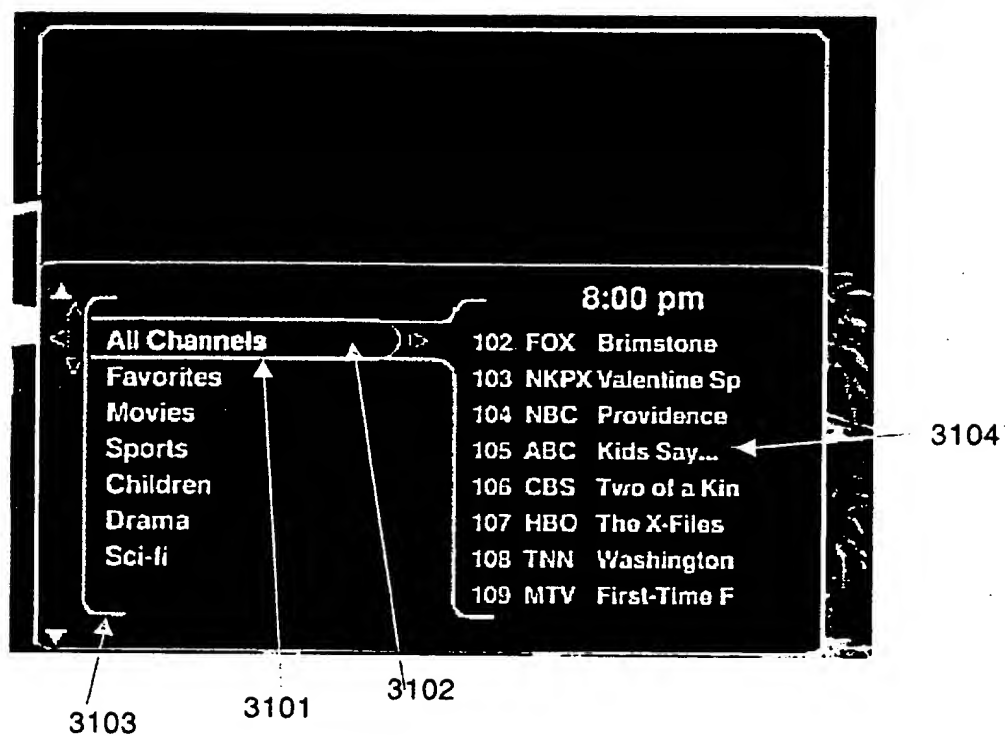 8:00 pm
All Channels
Favorites
Movies
Sports
Children
Drama
Sci-fi
102 FOX Brimstone
103 NKPX Valentine Sp
104 NBC Providence
105 ABC Kids Say...
106 CBS Two of a Kin
107 HBO The X-Files
108 TNN Washington
109 MTV First-Time F
3104
3103
3101
3102